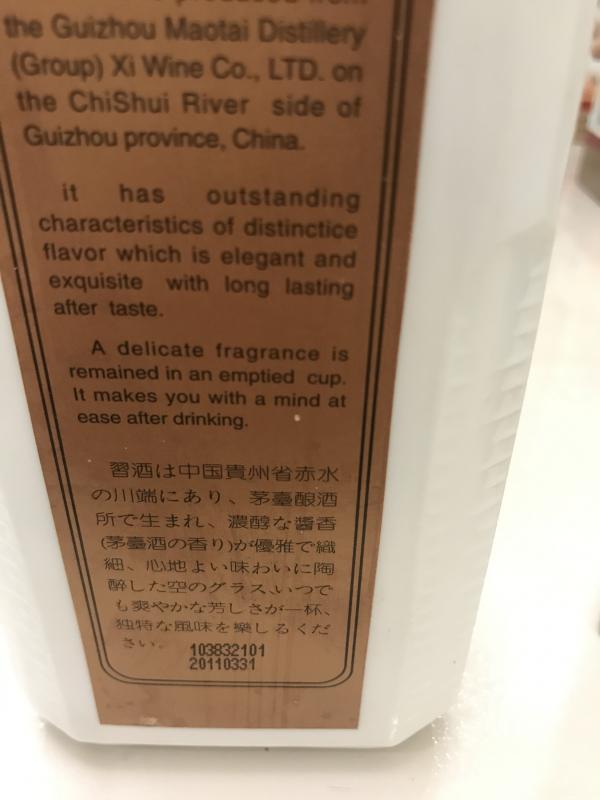 the Guizhou Maotai Distillery
(Group) Xi Wine Co., LTD. on
the ChiShui River side of
Guizhou province, China.
it has outstanding
characteristics of distinctice
flavor which is elegant and
exquisite with long lasting
after taste.
A delicate fragrance is
remained in an emptied cup.
It makes you with a mind at
ease after drinking.
習酒は中国貴州省赤水
の川端にあり、茅臺酿酒
所で生まれ、濃醇な醬香
(茅臺酒の香り)が優雅で繊
細、心地よい味わいに陶
醉した空のグラス、いつで
も爽やかな芳しさが一杯、
独特な風味を樂しるくだ
さい。
103832101
20110331